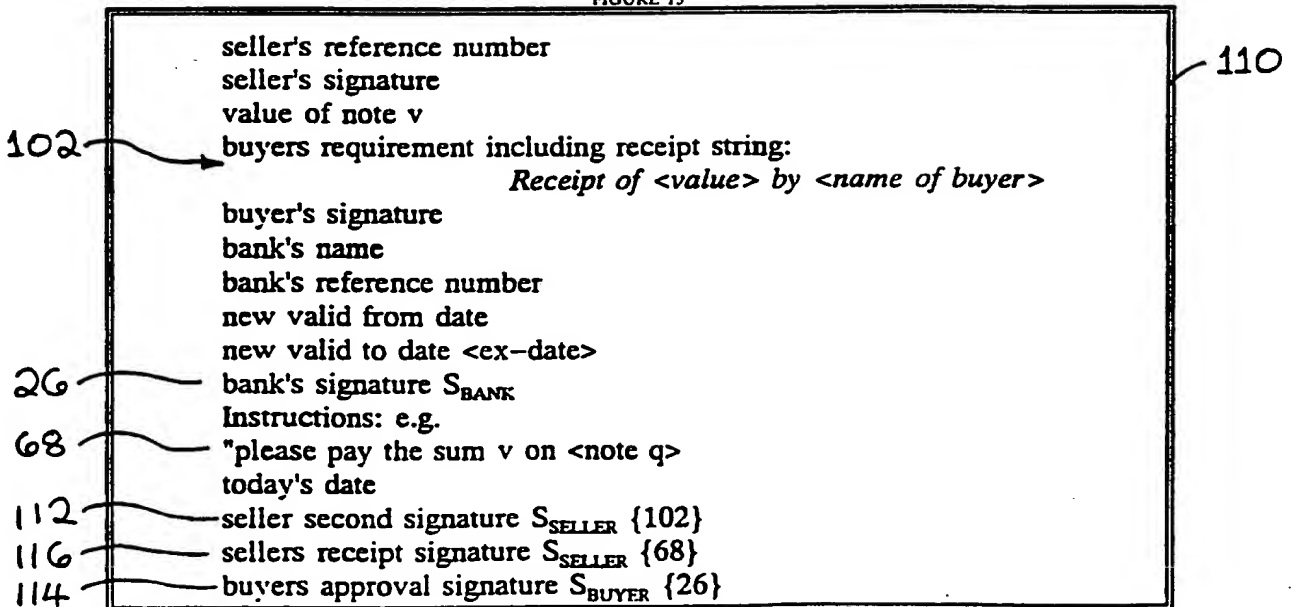 FIGURE 15
seller's reference number
110
seller's signature
value of note v
102 buyers requirement including receipt string:
Receipt of <value> by <name of buyer>
buyer's signature
bank's name
bank's reference number
new valid from date
new valid to date <ex-date>
26 bank's signature S_BANK
Instructions: e.g.
68 "please pay the sum v on <note q>
today's date
112 seller second signature S_SELLER {102}
116 sellers receipt signature S_SELLER {68}
114 buyers approval signature S_BUYER {26}